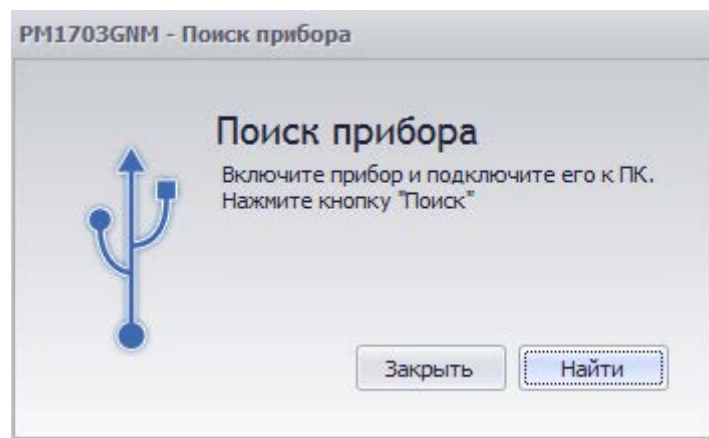 PM1703GNM - Поиск прибора
Поиск прибора
Включите прибор и подключите его к ПК.
Нажмите кнопку "Поиск"
Закрыть Найти